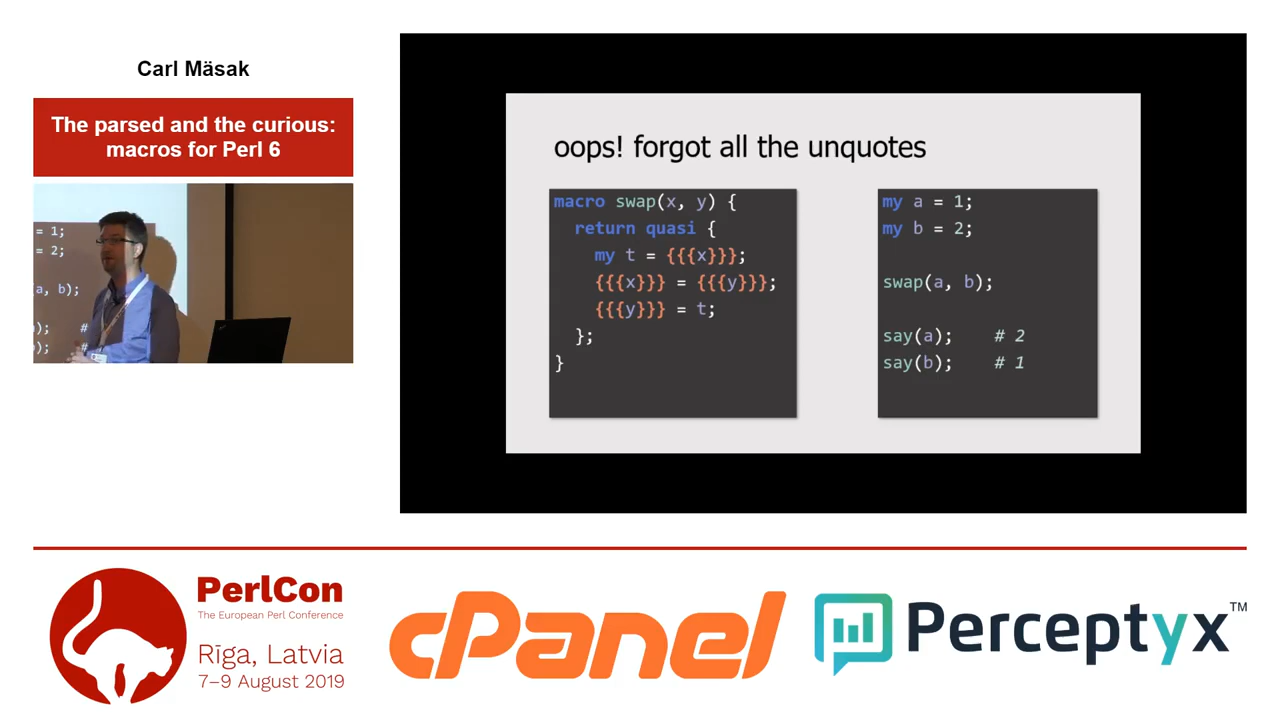 Carl Mäsak
The parsed and the curious:
macros for Perl 6
= 1;
= 2;
a, b);
); #
); #
oops! forgot all the unquotes
macro swap(x, y) {
return quasi {
my t = {{{x}}};
{{{x}}} = {{{y}}};
{{{y}}} = t;
};
}
my a = 1;
my b = 2;
swap(a, b);
say(a); # 2
say(b); # 1
PerlCon
The European Perl Conference
Rīga, Latvia
7–9 August 2019
cPanel
Perceptyx™